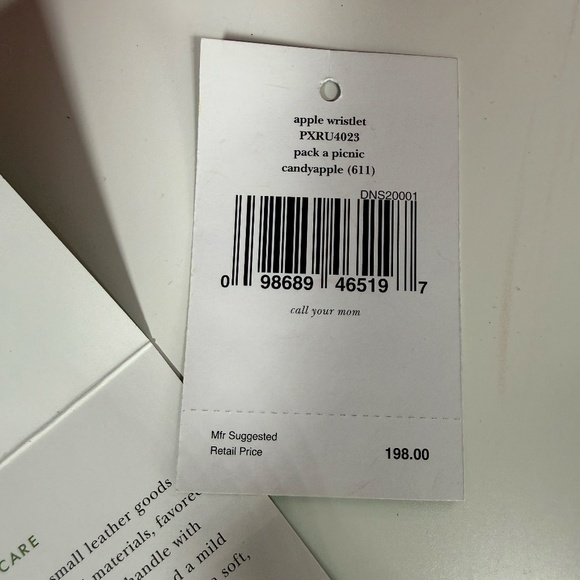 apple wristlet
PXRU4023
pack a picnic
candyapple (611)
DNS20001
0 98689 46519 7
call your mom
Mfr Suggested
Retail Price 198.00
CARE
small leather goods
materials, favored
handle with
d a mild
a soft,